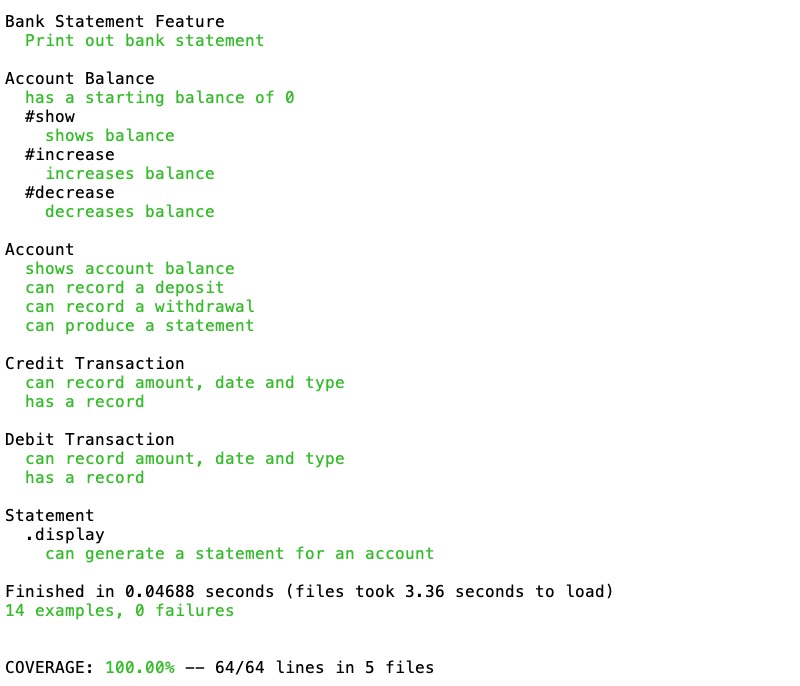 Bank Statement Feature
Print out bank statement
Account Balance
has a starting balance of 0
#show
shows balance
#increase
increases balance
#decrease
decreases balance
Account
shows account balance
can record a deposit
can record a withdrawal
can produce a statement
Credit Transaction
can record amount, date and type
has a record
Debit Transaction
can record amount, date and type
has a record
Statement
.display
can generate a statement for an account
Finished in 0.04688 seconds (files took 3.36 seconds to load)
14 examples, 0 failures
COVERAGE: 100.00% -- 64/64 lines in 5 files